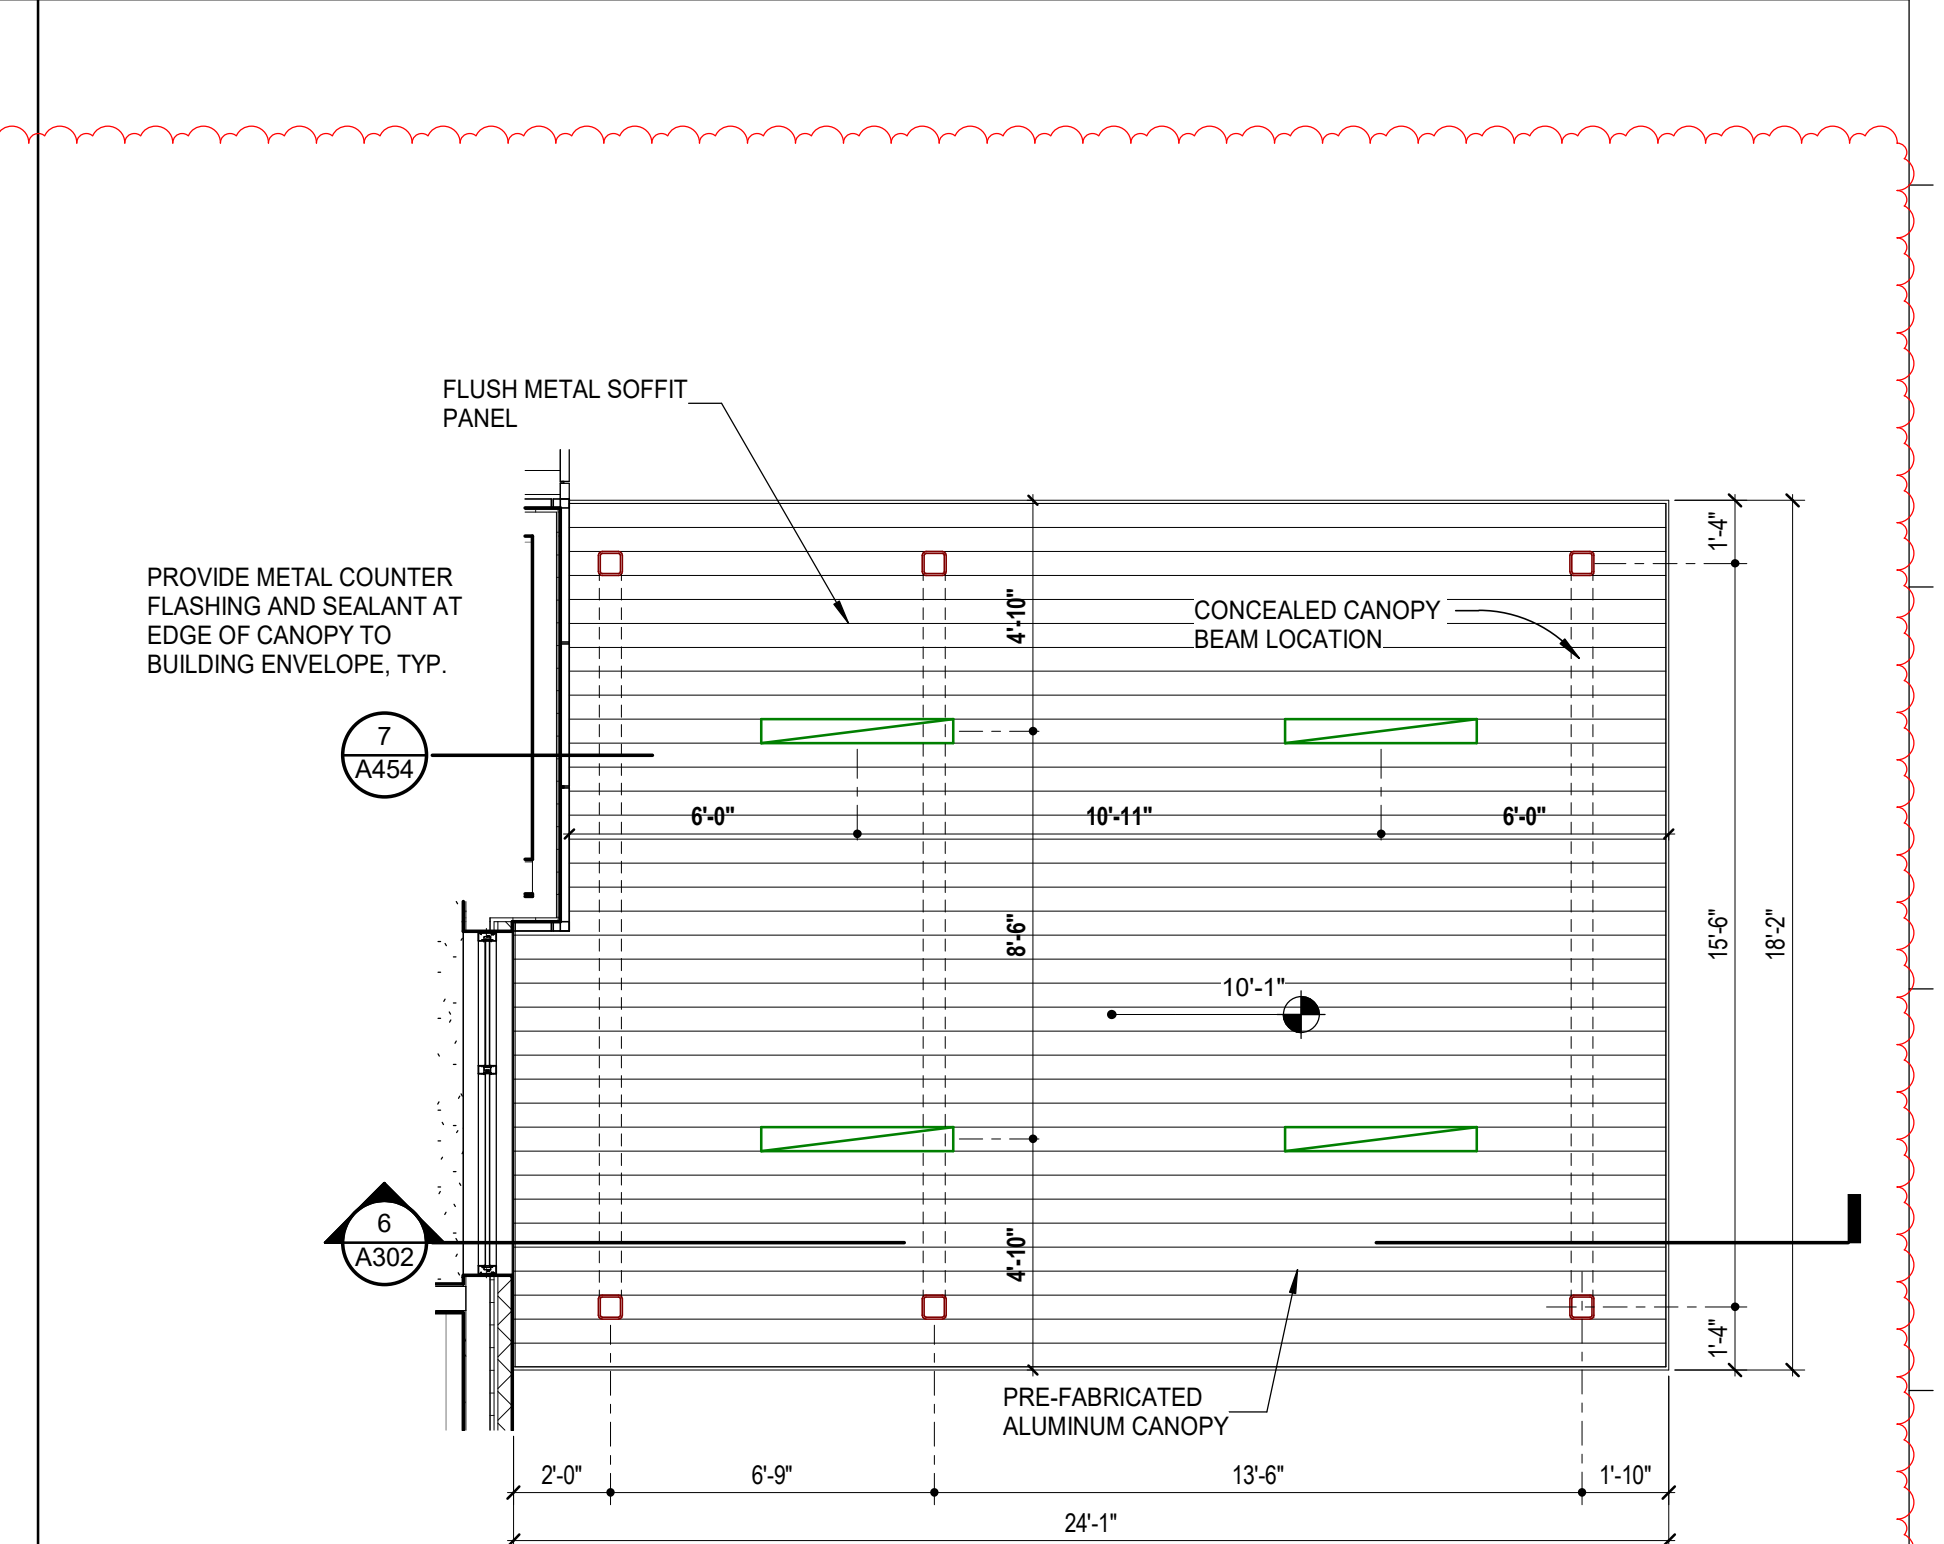 FLUSH METAL SOFFIT
PANEL
1'-4"
PROVIDE METAL COUNTER
FLASHING AND SEALANT AT
EDGE OF CANOPY TO
BUILDING ENVELOPE, TYP.
4'-10"
CONCEALED CANOPY
BEAM LOCATION
7
A454
6'-0"
10'-11"
6'-0"
8'-6"
15'-6"
18'-2"
10'-1"
6
A302
4'-10"
1'-4"
PRE-FABRICATED
ALUMINUM CANOPY
2'-0"
6'-9"
13'-6"
1'-10"
24'-1"